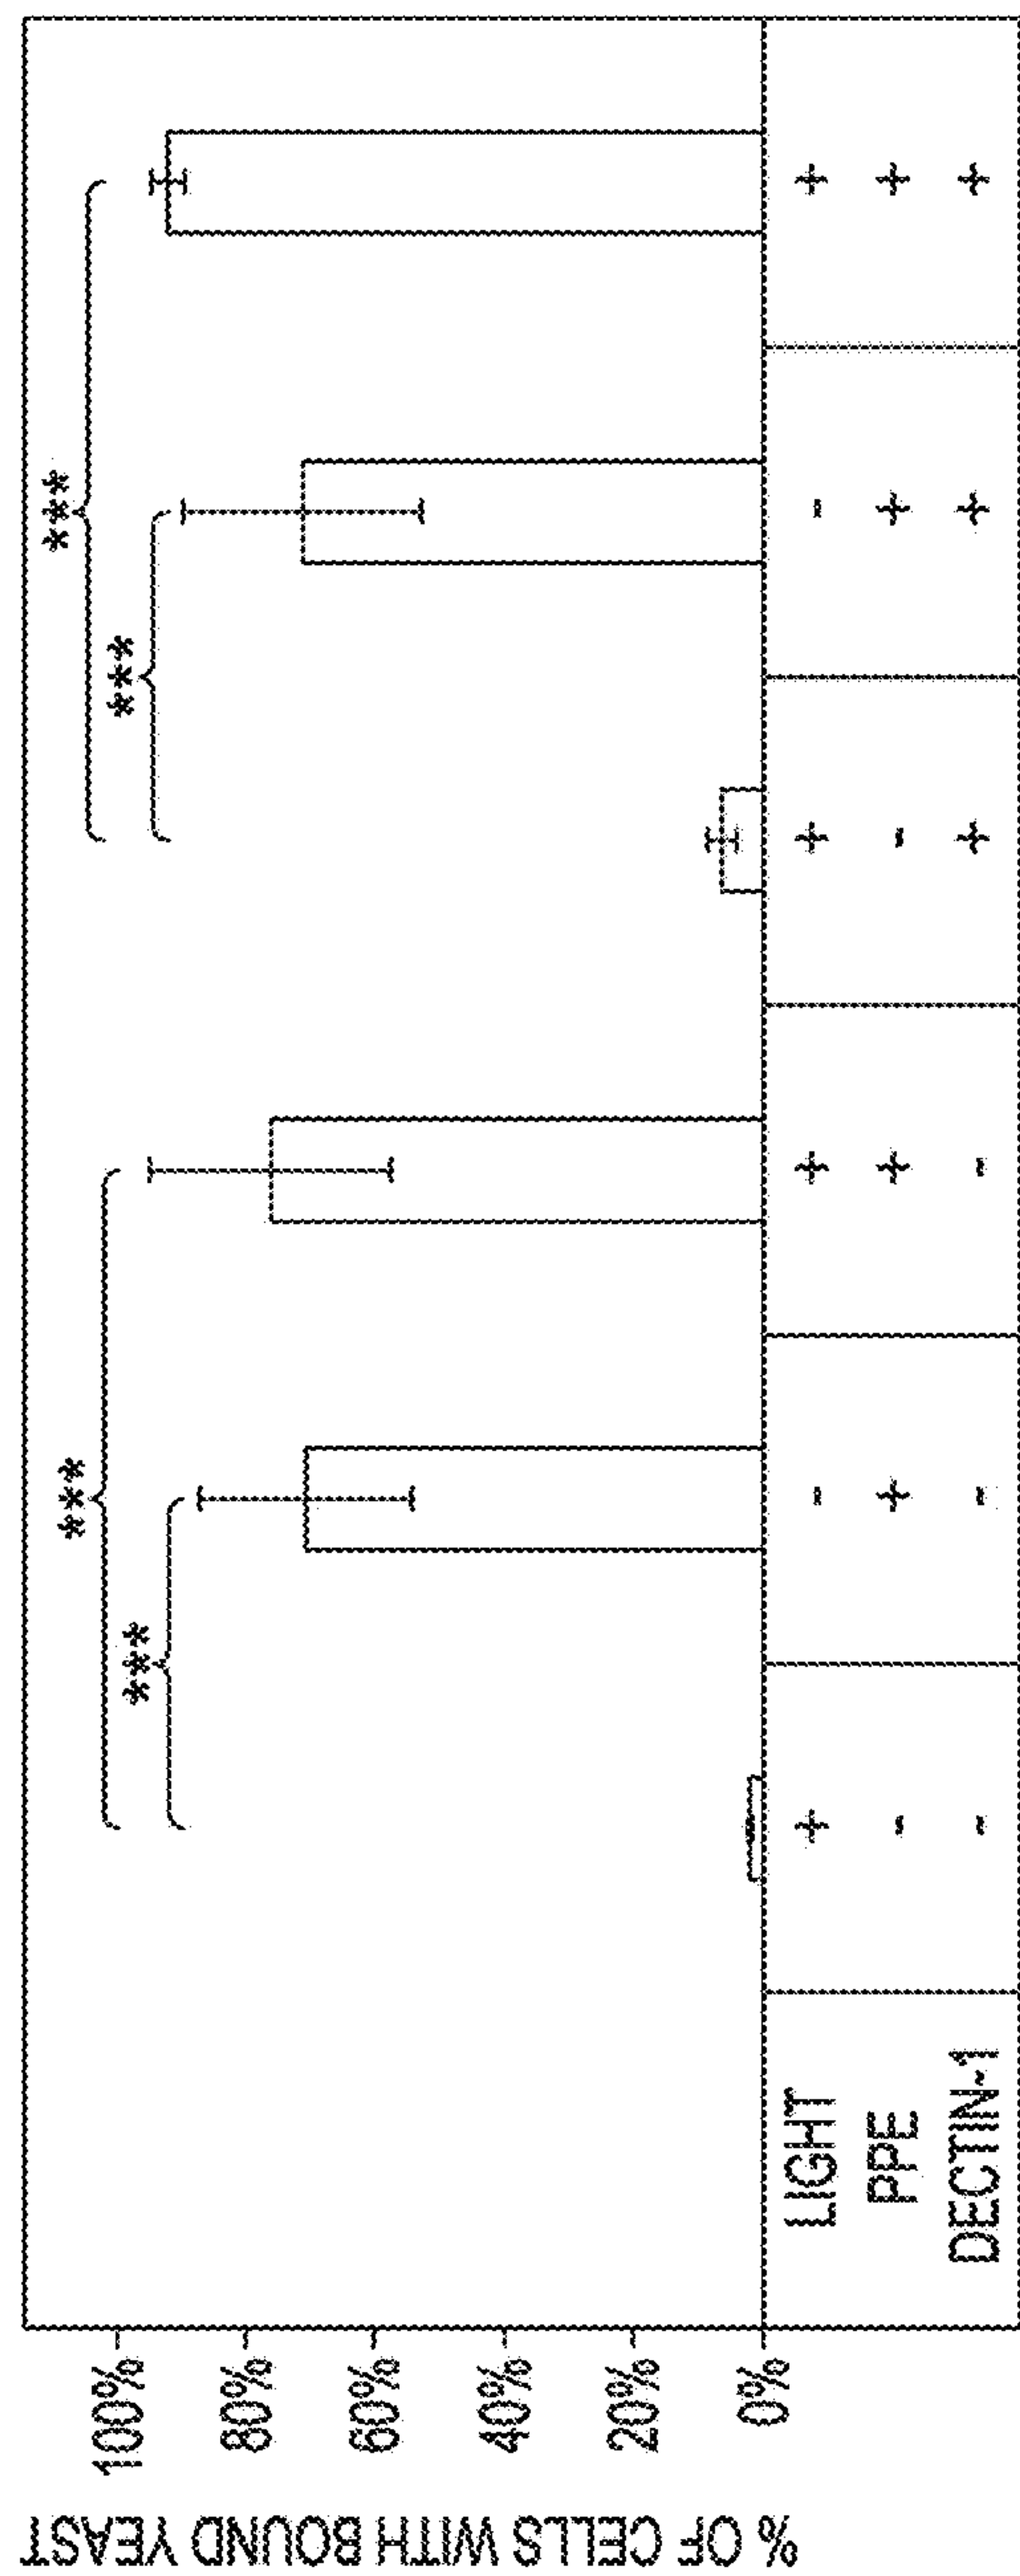 % OF CELLS WITH BOUND YEAST
100%
80%
60%
40%
20%
0%
***
***
***
***
LIGHT + - + + - +
PPE - + + - + +
DECTIN-1 - - - + + +